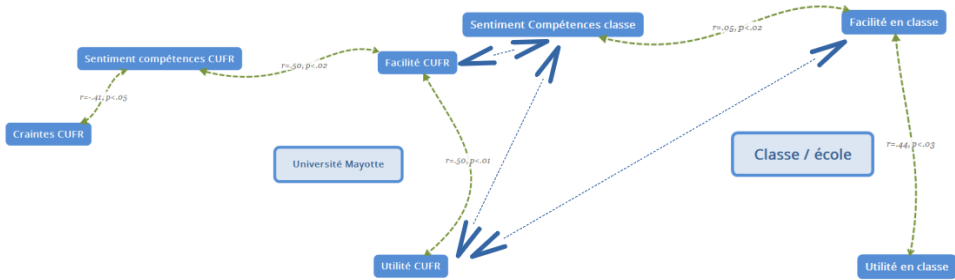 Sentiment Compétences classe
Facilité en classe
r=.05, p<.02
Sentiment compétences CUFR
Facilité CUFR
r=.50, p<.02
r=-.41, p<.05
Craintes CUFR
Université Mayotte
r=.50, p<.01
Classe / école
r=.44, p<.03
Utilité CUFR
Utilité en classe